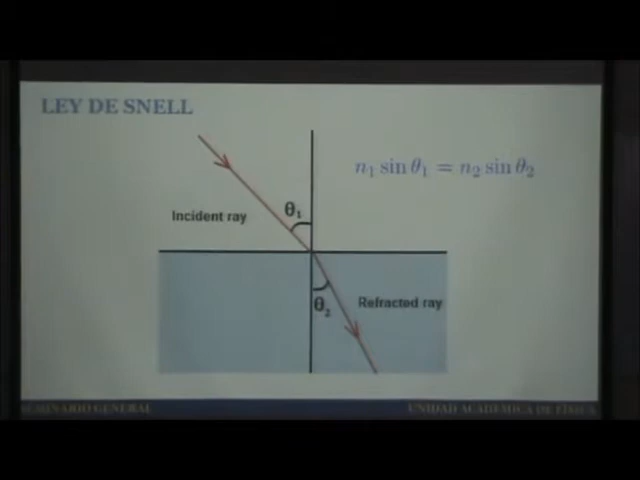 LEY DE SNELL
n₁ sin θ₁ = n₂ sin θ₂
Incident ray
θ₁
θ₂
Refracted ray
SEMINARIO GENERAL
UNIDAD ACADEMICA DE FÍSICA